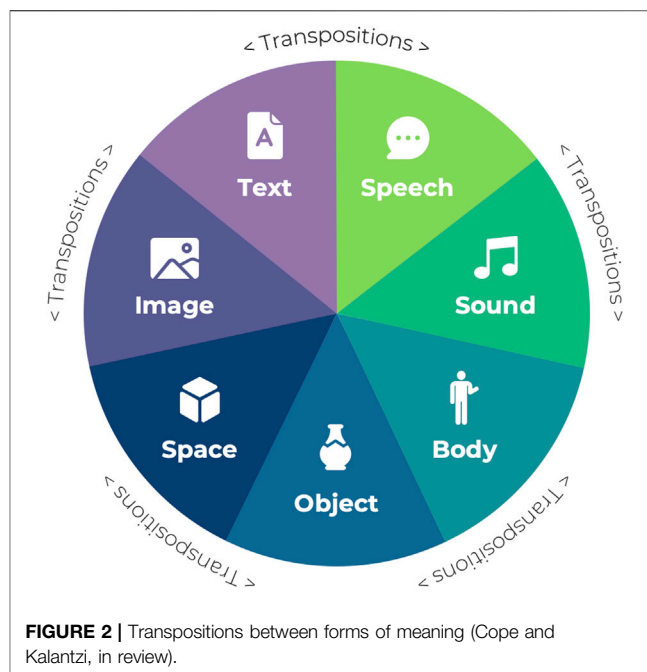 < Transpositions >
< Transpositions >
< Transpositions >
A
Text
Speech
Image
Sound
Space
Body
Object
< Transpositions >
< Transpositions >
FIGURE 2 | Transpositions between forms of meaning (Cope and
Kalantzi, in review).